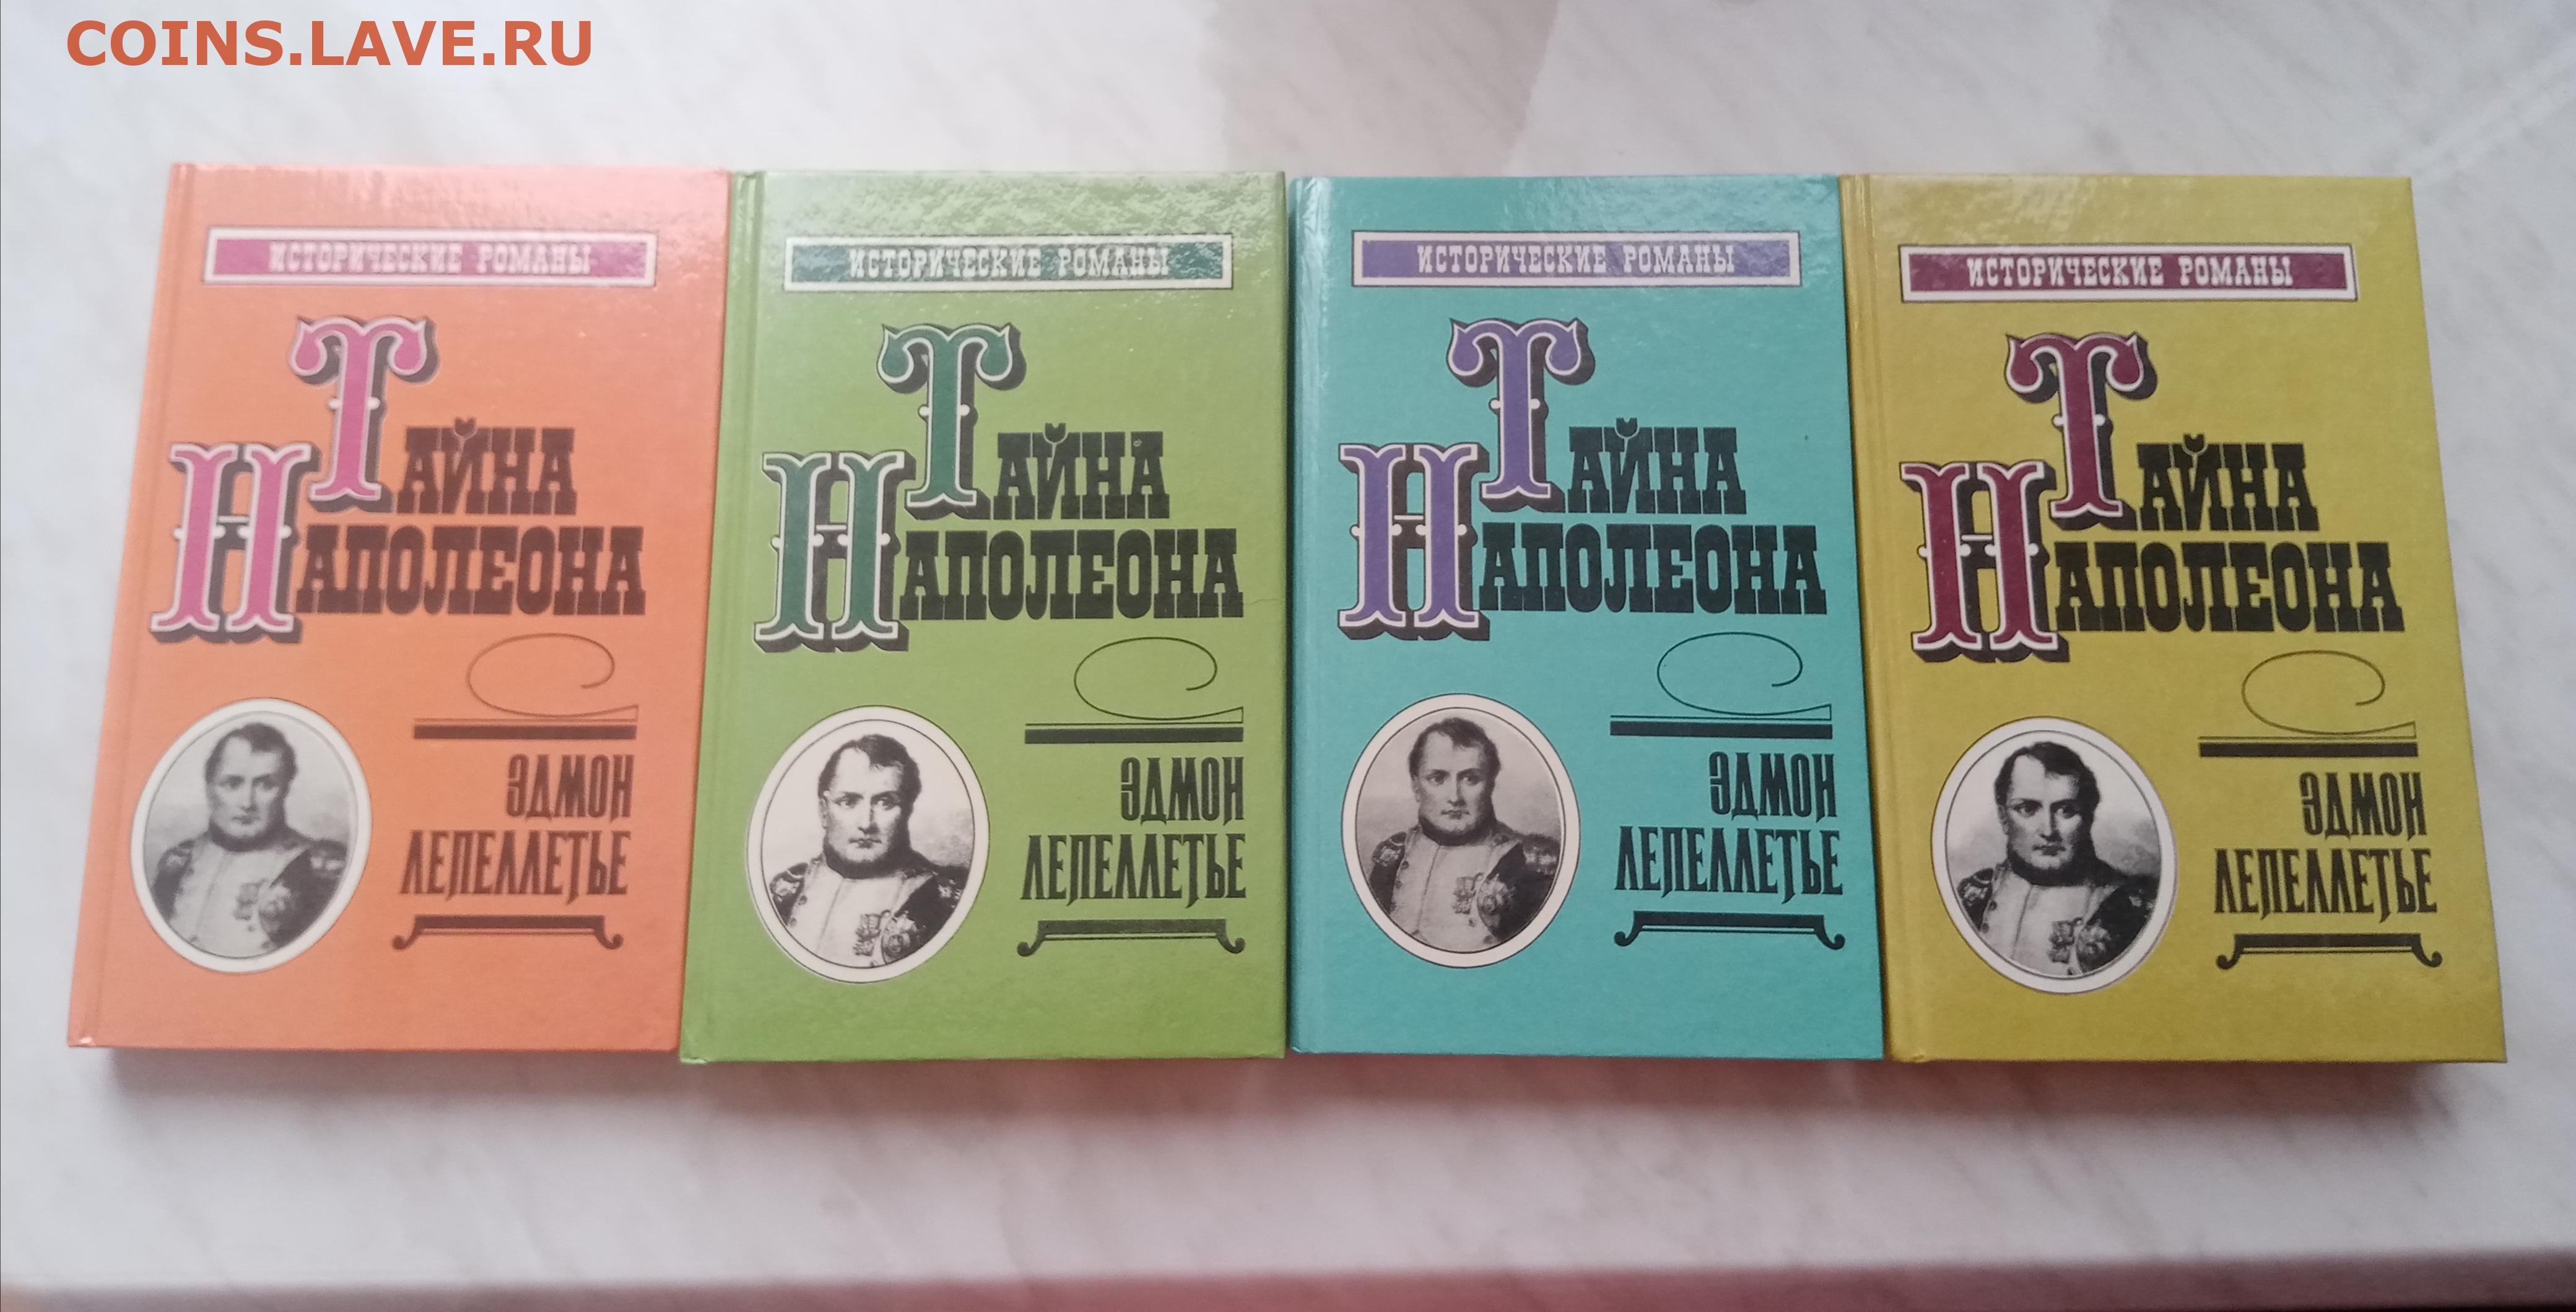 COINS.LAVE.RU
ИСТОРИЧЕСКИЕ РОМАНЫ
ТАЙНА
НАПОЛЕОНА
ЭДМОН
ЛЕПЕЛЛЕТЬЕ
ИСТОРИЧЕСКИЕ РОМАНЫ
ТАЙНА
НАПОЛЕОНА
ЭДМОН
ЛЕПЕЛЛЕТЬЕ
ИСТОРИЧЕСКИЕ РОМАНЫ
ТАЙНА
НАПОЛЕОНА
ЭДМОН
ЛЕПЕЛЛЕТЬЕ
ИСТОРИЧЕСКИЕ РОМАНЫ
ТАЙНА
НАПОЛЕОНА
ЭДМОН
ЛЕПЕЛЛЕТЬЕ